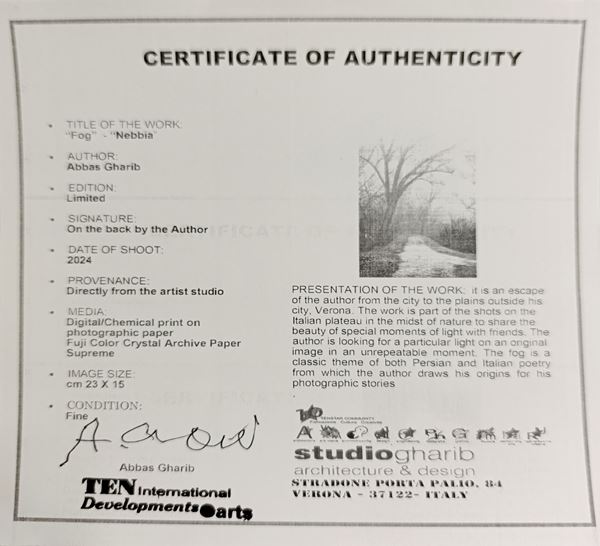 CERTIFICATE OF AUTHENTICITY
TITLE OF THE WORK:
"Fog" - "Nebbia"
AUTHOR:
Abbas Gharib
EDITION:
Limited
SIGNATURE:
On the back by the Author
DATE OF SHOOT:
2024
PROVENANCE:
Directly from the artist studio
MEDIA:
Digital/Chemical print on
photographic paper
Fuji Color Crystal Archive Paper
Supreme
IMAGE SIZE:
cm 23 X 15
CONDITION:
Fine
Abbas Gharib
TEN International
Developments arts
PRESENTATION OF THE WORK: it is an escape
of the author from the city to the plains outside his
city, Verona. The work is part of the shots on the
Italian plateau in the midst of nature to share the
beauty of special moments of light with friends. The
author is looking for a particular light on an original
image in an unrepeatable moment. The fog is a
classic theme of both Persian and Italian poetry
from which the author draws his origins for his
photographic stories
TENSTAR COMMUNITY
studiogharib
architecture & design
STRADONE PORTA PALIO, 84
VERONA - 37122- ITALY